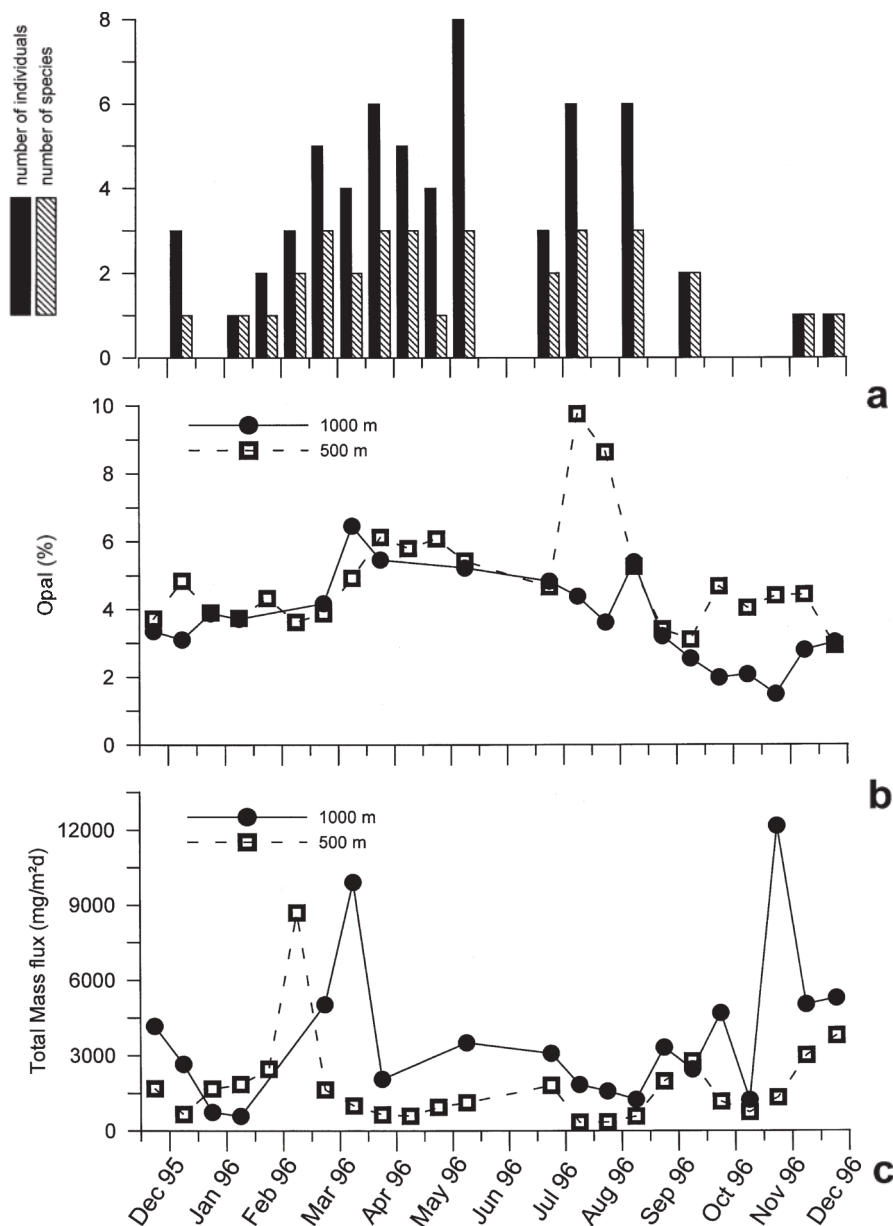 number of individuals
number of species
8
6
4
2
0
a
10
8
6
4
2
0
Opal (%)
1000 m
500 m
b
12000
9000
6000
3000
0
Total Mass flux (mg/m²d)
1000 m
500 m
c
Dec 95
Jan 96
Feb 96
Mar 96
Apr 96
May 96
Jun 96
Jul 96
Aug 96
Sep 96
Oct 96
Nov 96
Dec 96